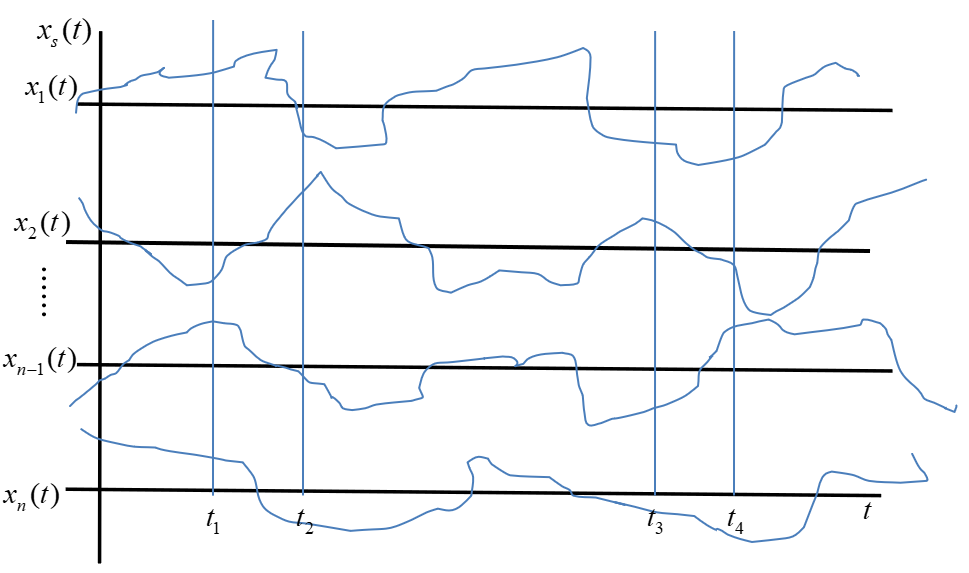 x_s(t)
x_1(t)
x_2(t)
x_{n-1}(t)
x_n(t)
t_1 t_2 t_3 t_4 t